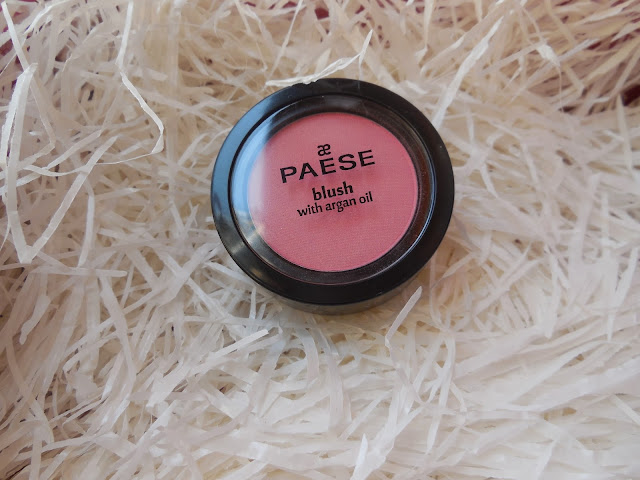 æ
PAESE
blush
with argan oil